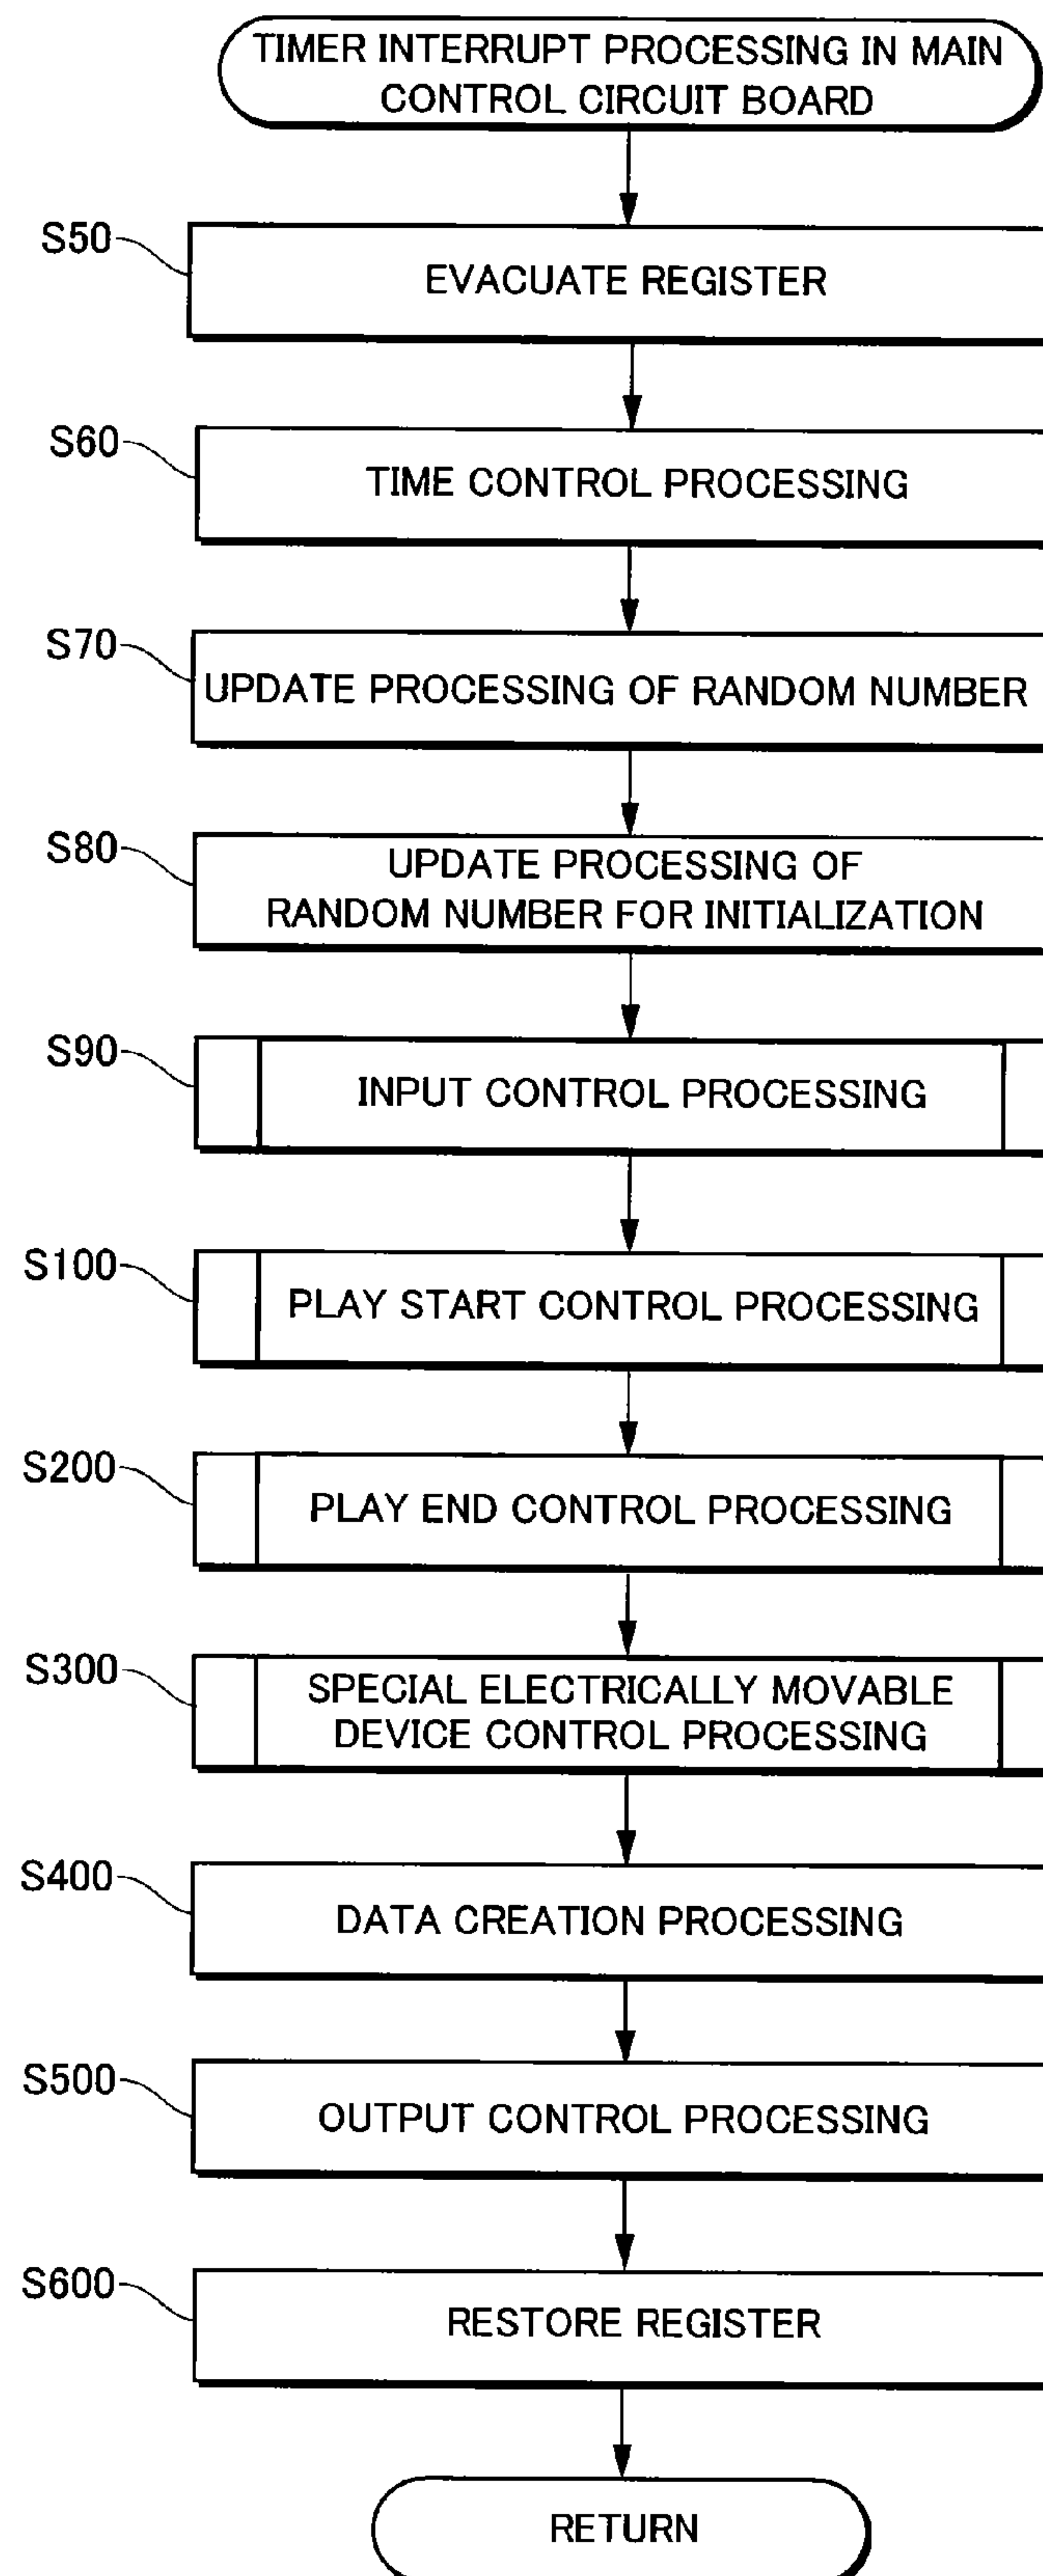 TIMER INTERRUPT PROCESSING IN MAIN
CONTROL CIRCUIT BOARD
S50
EVACUATE REGISTER
S60
TIME CONTROL PROCESSING
S70
UPDATE PROCESSING OF RANDOM NUMBER
S80
UPDATE PROCESSING OF
RANDOM NUMBER FOR INITIALIZATION
S90
INPUT CONTROL PROCESSING
S100
PLAY START CONTROL PROCESSING
S200
PLAY END CONTROL PROCESSING
S300
SPECIAL ELECTRICALLY MOVABLE
DEVICE CONTROL PROCESSING
S400
DATA CREATION PROCESSING
S500
OUTPUT CONTROL PROCESSING
S600
RESTORE REGISTER
RETURN